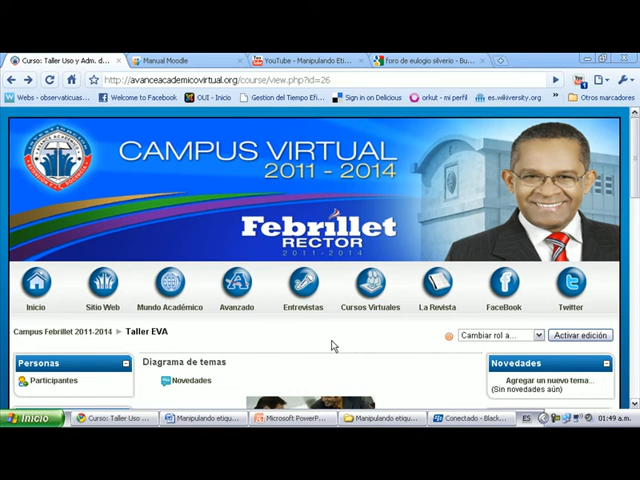 Curso: Taller Uso y Adm. d...
Manual Moodle
YouTube - Manipulando Eti...
foro de eulogio silverio - Bu...
http://avanceacademicovirtual.org/course/view.php?id=26
Webs - observaticuas...
Welcome to Facebook
OUI - Inicio
Gestion del Tiempo Efi...
Sign in on Delicious
orkut - mi perfil
es.wikiversity.org
»
Otros marcadores
CAMPUS VIRTUAL
2011 - 2014
Febrillet
RECTOR
2011-2014
Inicio
Sitio Web
Mundo Académico
Avanzado
Entrevistas
Cursos Virtuales
La Revista
FaceBook
Twitter
Campus Febrillet 2011-2014 ► Taller EVA
Cambiar rol a...
Activar edición
Personas
Participantes
Diagrama de temas
Novedades
Novedades
Agregar un nuevo tema...
(Sin novedades aún)
Inicio
Curso: Taller Uso ...
Manipulando etiqu...
Microsoft PowerP...
Manipulando etiqu...
Conectado - Black...
ES
01:49 a.m.